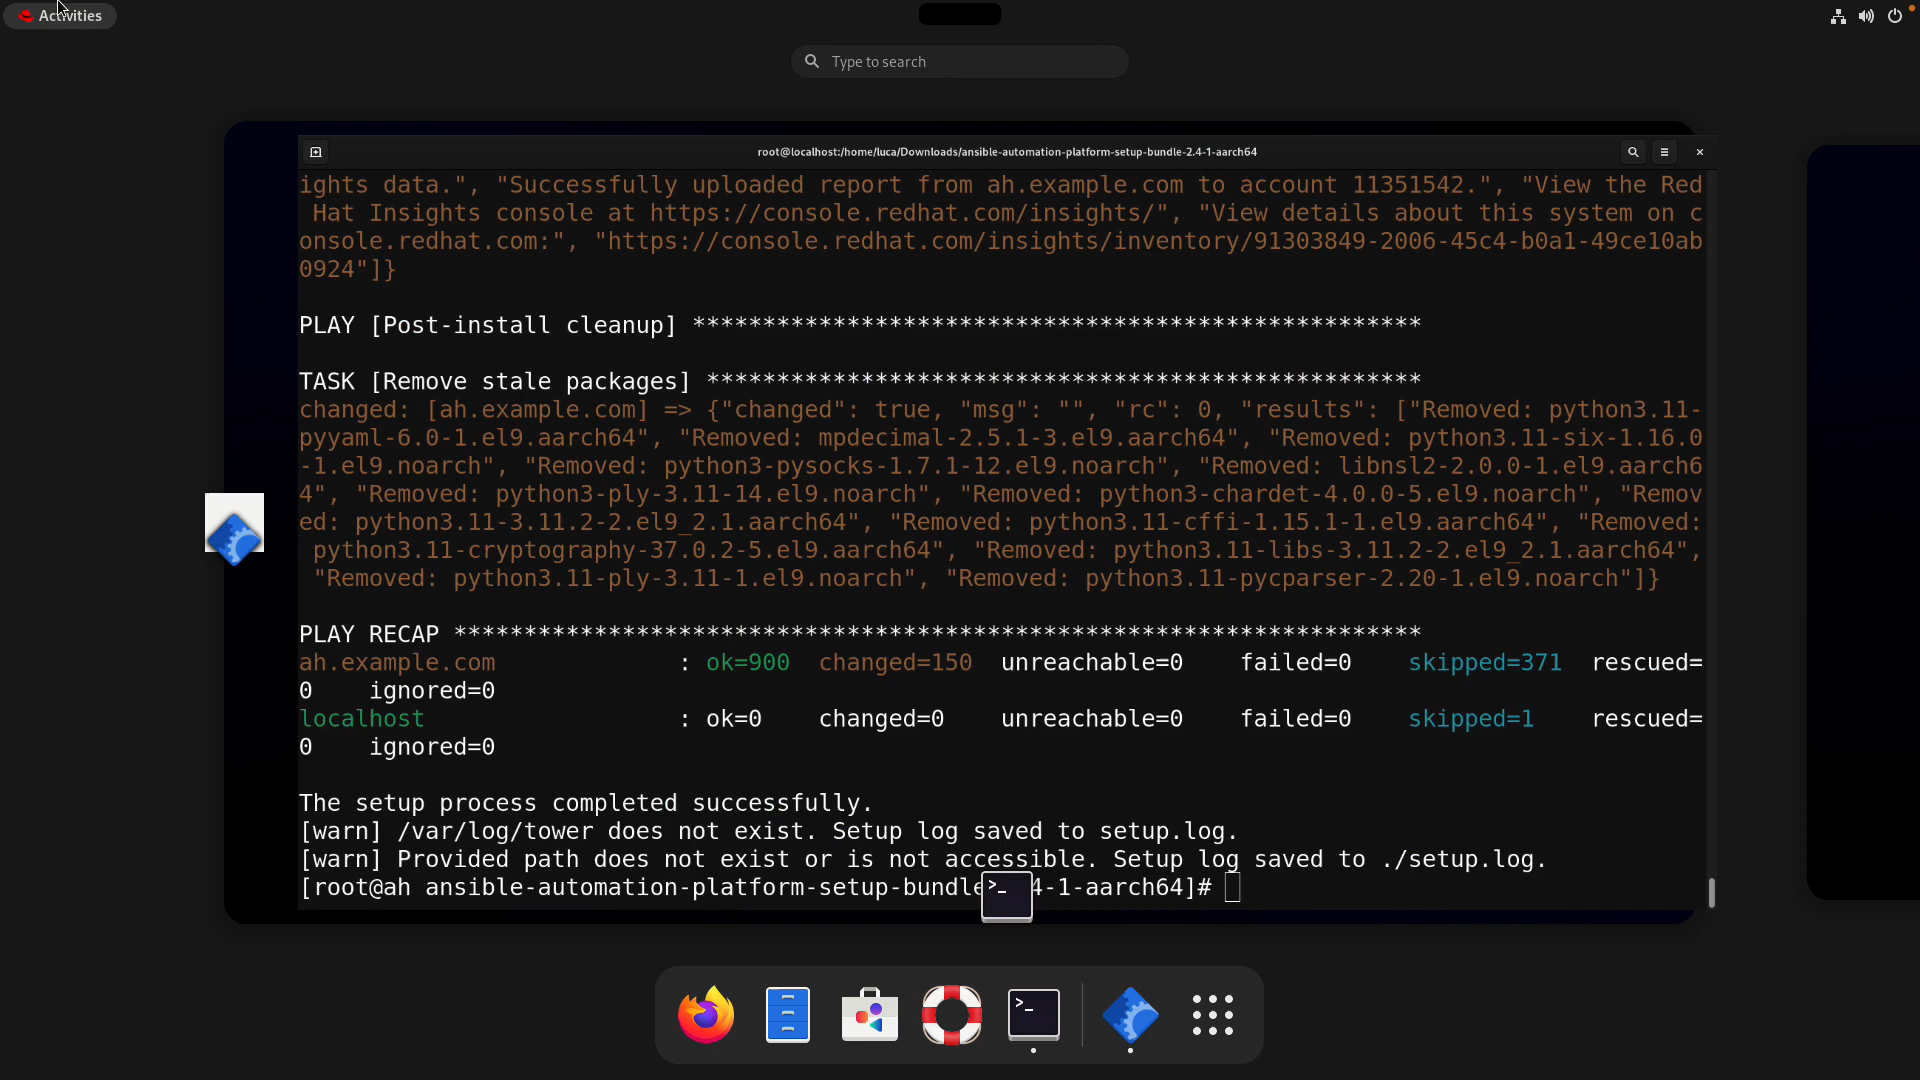 Activities
Type to search
root@localhost:/home/luca/Downloads/ansible-automation-platform-setup-bundle-2.4-1-aarch64
ights data.", "Successfully uploaded report from ah.example.com to account 11351542.", "View the Red
 Hat Insights console at https://console.redhat.com/insights/", "View details about this system on c
onsole.redhat.com:", "https://console.redhat.com/insights/inventory/91303849-2006-45c4-b0a1-49ce10ab
0924"]}
PLAY [Post-install cleanup] ****************************************************
TASK [Remove stale packages] ***************************************************
changed: [ah.example.com] => {"changed": true, "msg": "", "rc": 0, "results": ["Removed: python3.11-
pyyaml-6.0-1.el9.aarch64", "Removed: mpdecimal-2.5.1-3.el9.aarch64", "Removed: python3.11-six-1.16.0
-1.el9.noarch", "Removed: python3-pysocks-1.7.1-12.el9.noarch", "Removed: libnsl2-2.0.0-1.el9.aarch6
4", "Removed: python3-ply-3.11-14.el9.noarch", "Removed: python3-chardet-4.0.0-5.el9.noarch", "Remov
ed: python3.11-3.11.2-2.el9_2.1.aarch64", "Removed: python3.11-cffi-1.15.1-1.el9.aarch64", "Removed:
 python3.11-cryptography-37.0.2-5.el9.aarch64", "Removed: python3.11-libs-3.11.2-2.el9_2.1.aarch64",
 "Removed: python3.11-ply-3.11-1.el9.noarch", "Removed: python3.11-pycparser-2.20-1.el9.noarch"]}
PLAY RECAP *********************************************************************
ah.example.com             : ok=900  changed=150  unreachable=0    failed=0    skipped=371  rescued=
0    ignored=0
localhost                  : ok=0    changed=0    unreachable=0    failed=0    skipped=1    rescued=
0    ignored=0
The setup process completed successfully.
[warn] /var/log/tower does not exist. Setup log saved to setup.log.
[warn] Provided path does not exist or is not accessible. Setup log saved to ./setup.log.
[root@ah ansible-automation-platform-setup-bundle 4-1-aarch64]#